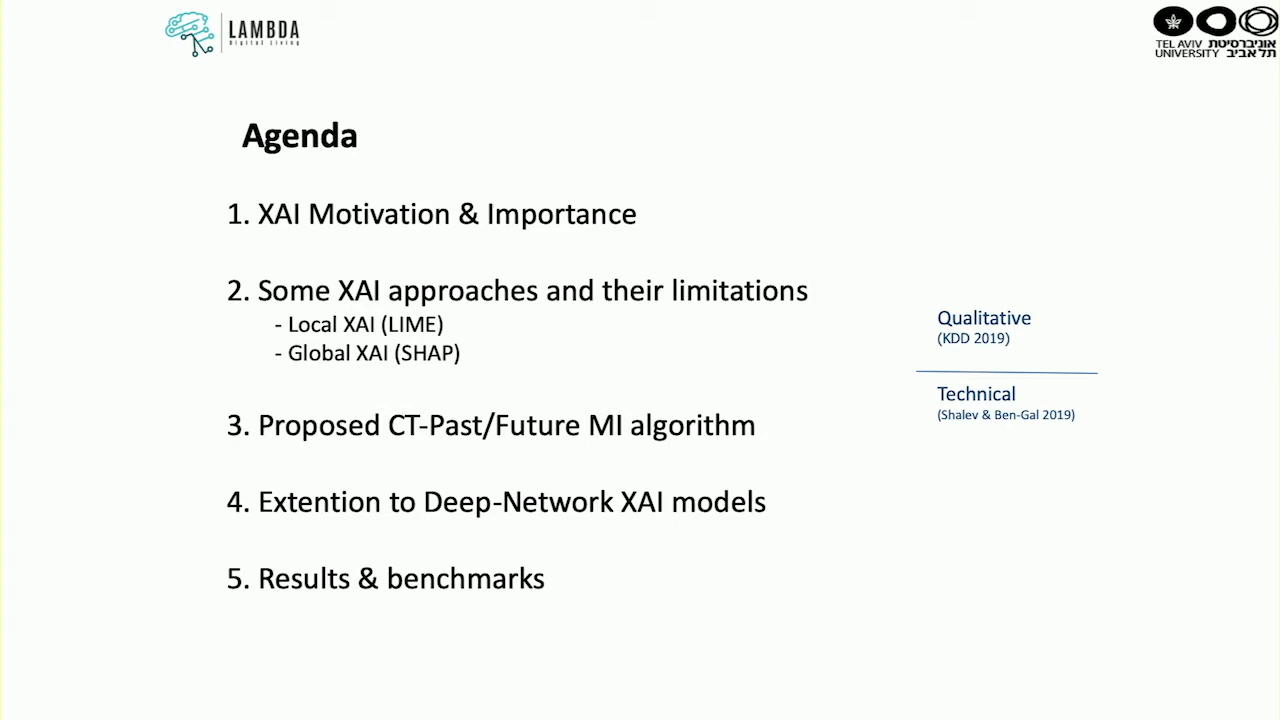 LAMBDA
Digital Living
TEL AVIV אוניברסיטת
UNIVERSITY תל אביב
Agenda
1. XAI Motivation & Importance
2. Some XAI approaches and their limitations
- Local XAI (LIME)
- Global XAI (SHAP)
Qualitative
(KDD 2019)
Technical
(Shalev & Ben-Gal 2019)
3. Proposed CT-Past/Future MI algorithm
4. Extention to Deep-Network XAI models
5. Results & benchmarks